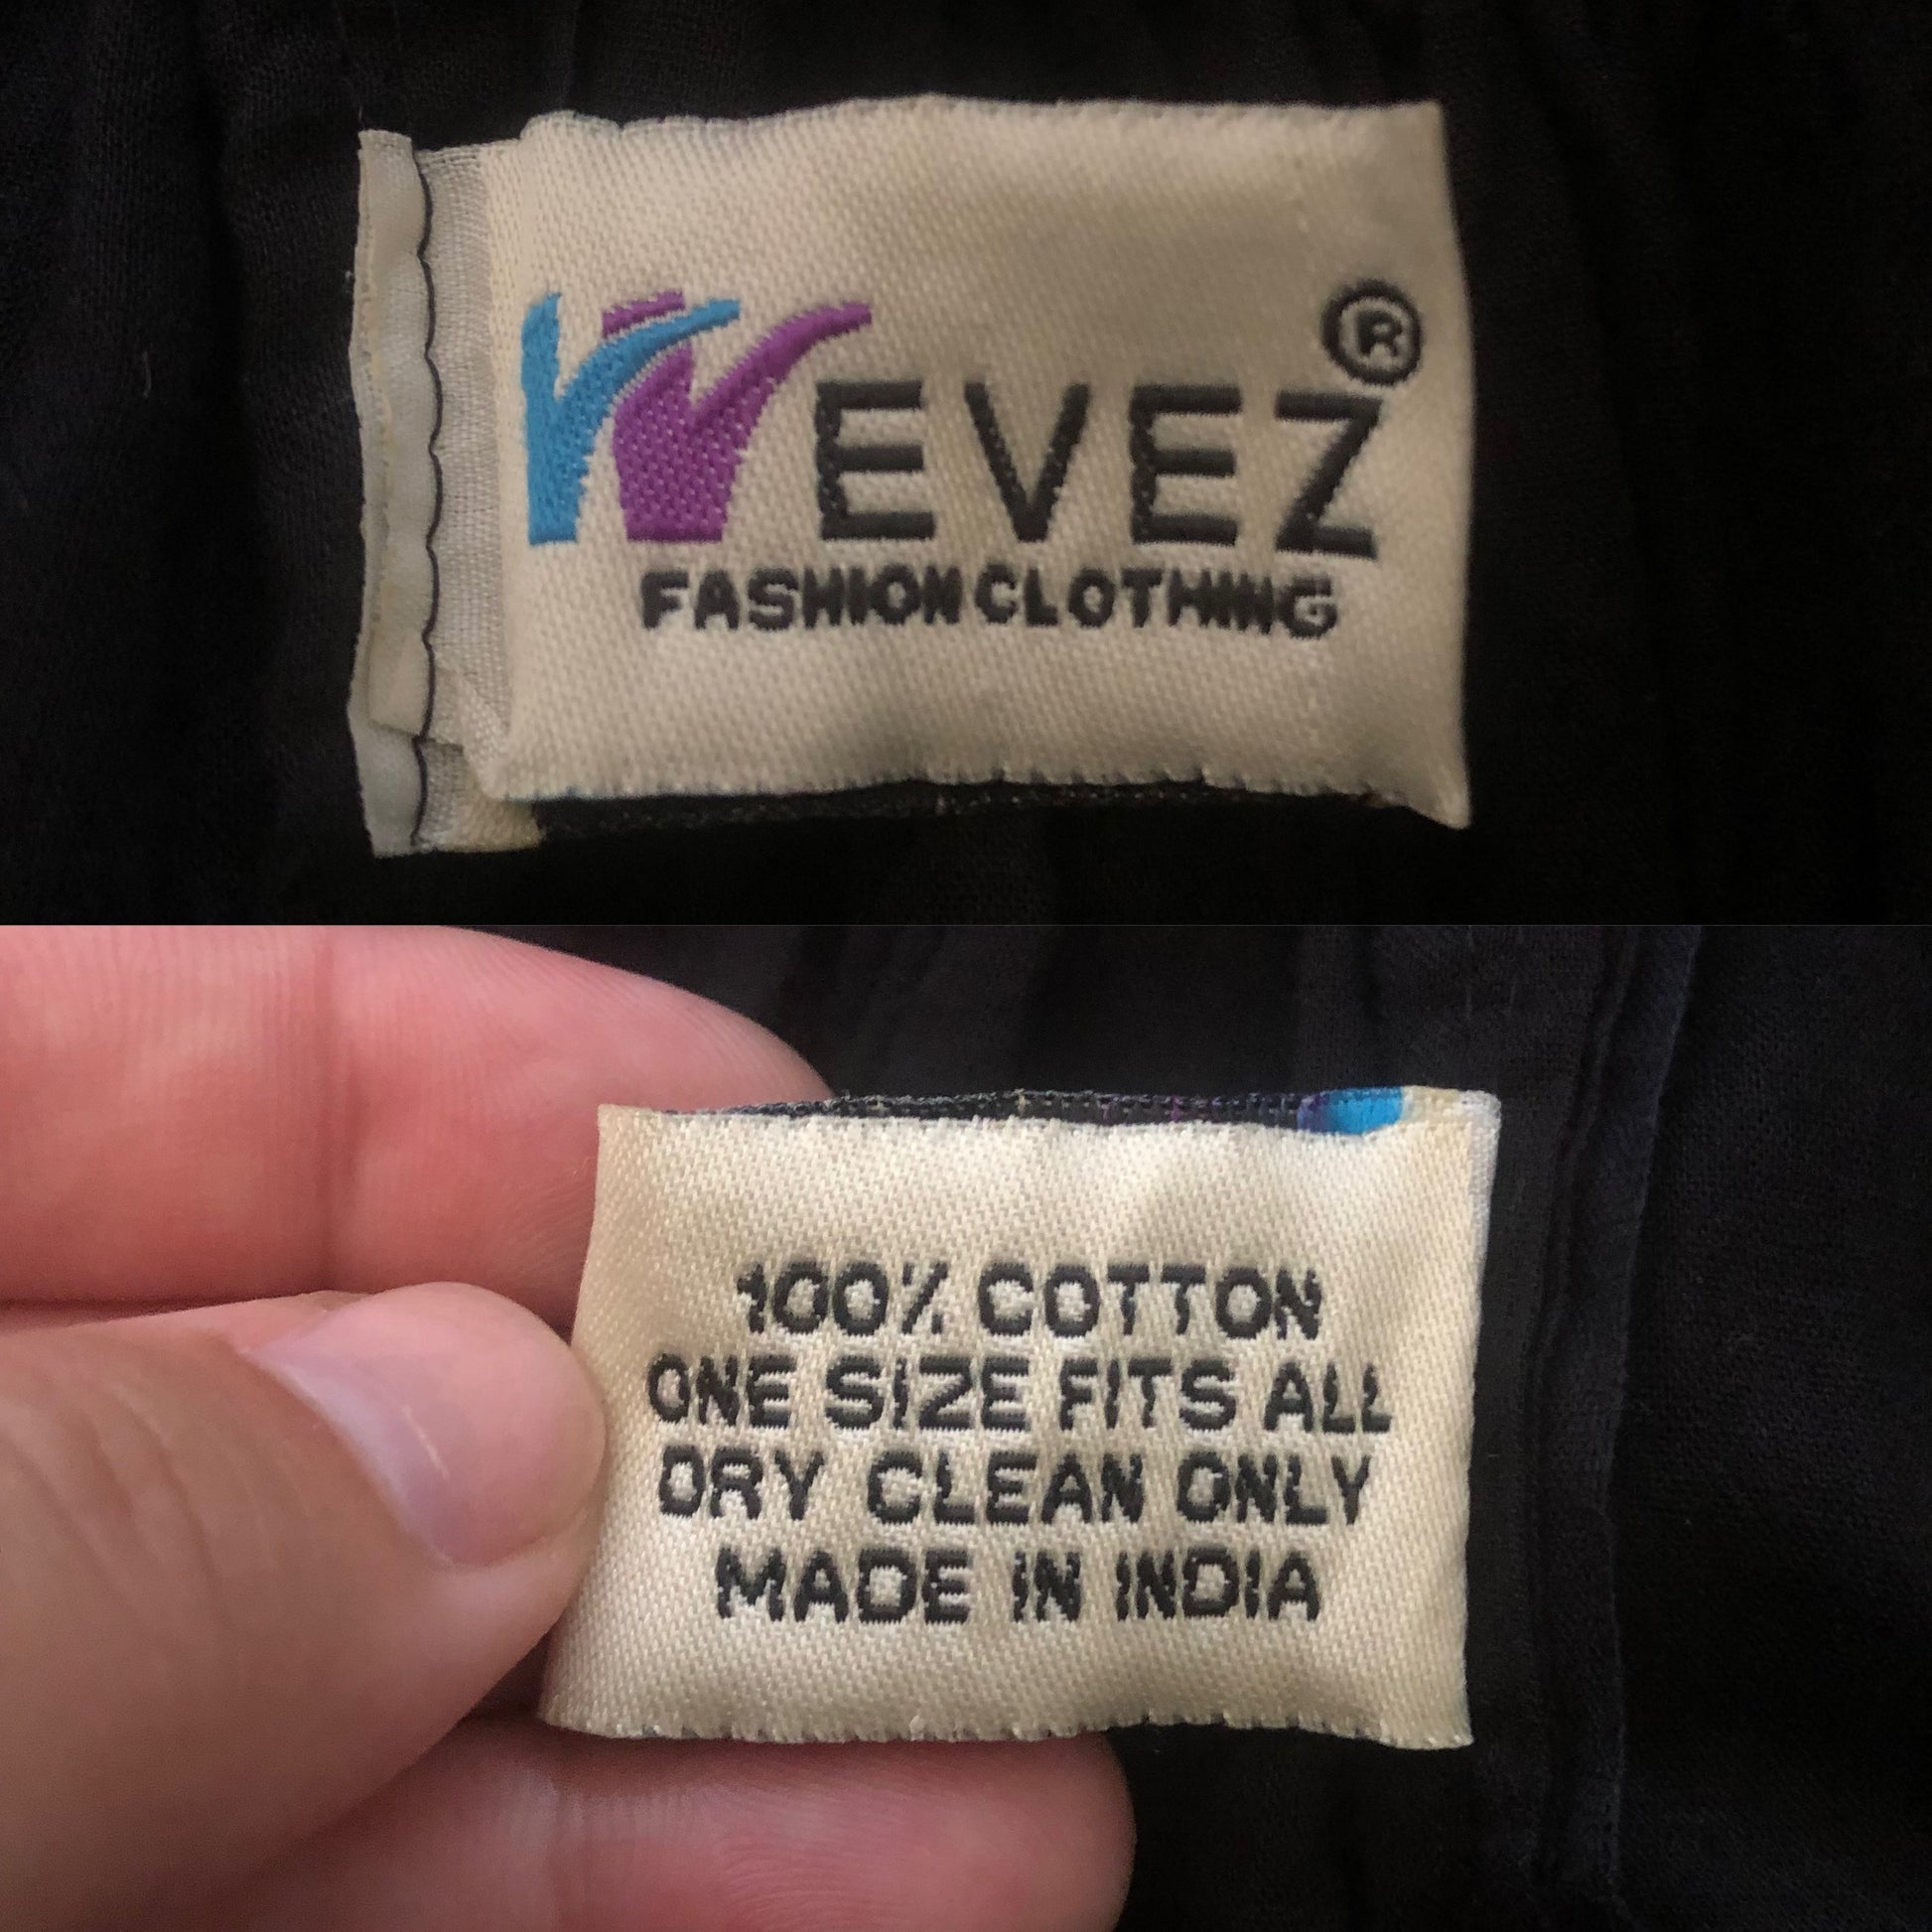 WEVEZ®
FASHION CLOTHING
100% COTTON
ONE SIZE FITS ALL
DRY CLEAN ONLY
MADE IN INDIA